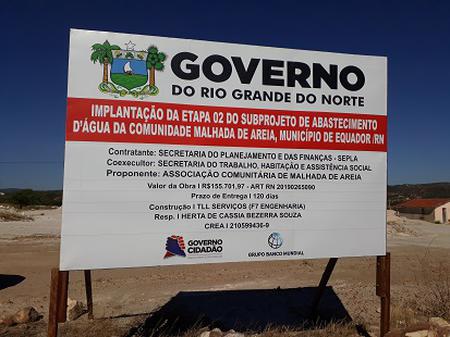 GOVERNO
DO RIO GRANDE DO NORTE
IMPLANTAÇÃO DA ETAPA 02 DO SUBPROJETO DE ABASTECIMENTO
D'ÁGUA DA COMUNIDADE MALHADA DE AREIA, MUNICÍPIO DE EQUADOR /RN
Contratante: SECRETARIA DO PLANEJAMENTO E DAS FINANÇAS - SEPLA
Coexecutor: SECRETARIA DO TRABALHO, HABITAÇÃO E ASSISTÊNCIA SOCIAL
Proponente: ASSOCIAÇÃO COMUNITÁRIA DE MALHADA DE AREIA
Valor da Obra I R$155.701,97 - ART RN 20190265090
Prazo de Entrega I 120 dias
Construção I TLL SERVIÇOS (F7 ENGENHARIA)
Resp. I HERTA DE CASSIA BEZERRA SOUZA
CREA I 210599436-9
GOVERNO
CIDADÃO
GRUPO BANCO MUNDIAL